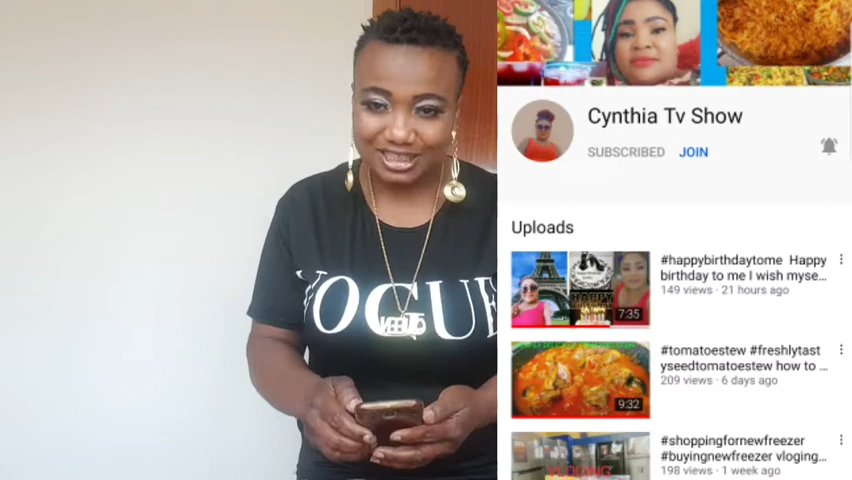 VOGUE
Cynthia Tv Show
SUBSCRIBED JOIN
Uploads
#happybirthdaytome Happy
birthday to me I wish myse...
149 views · 21 hours ago
HAPPY
7:35
#tomatoestew #freshlytast
yseedtomatoestew how to ...
209 views · 6 days ago
9:32
#shoppingfornewfreezer
#buyingnewfreezer vloging...
198 views · 1 week ago
VLOGING